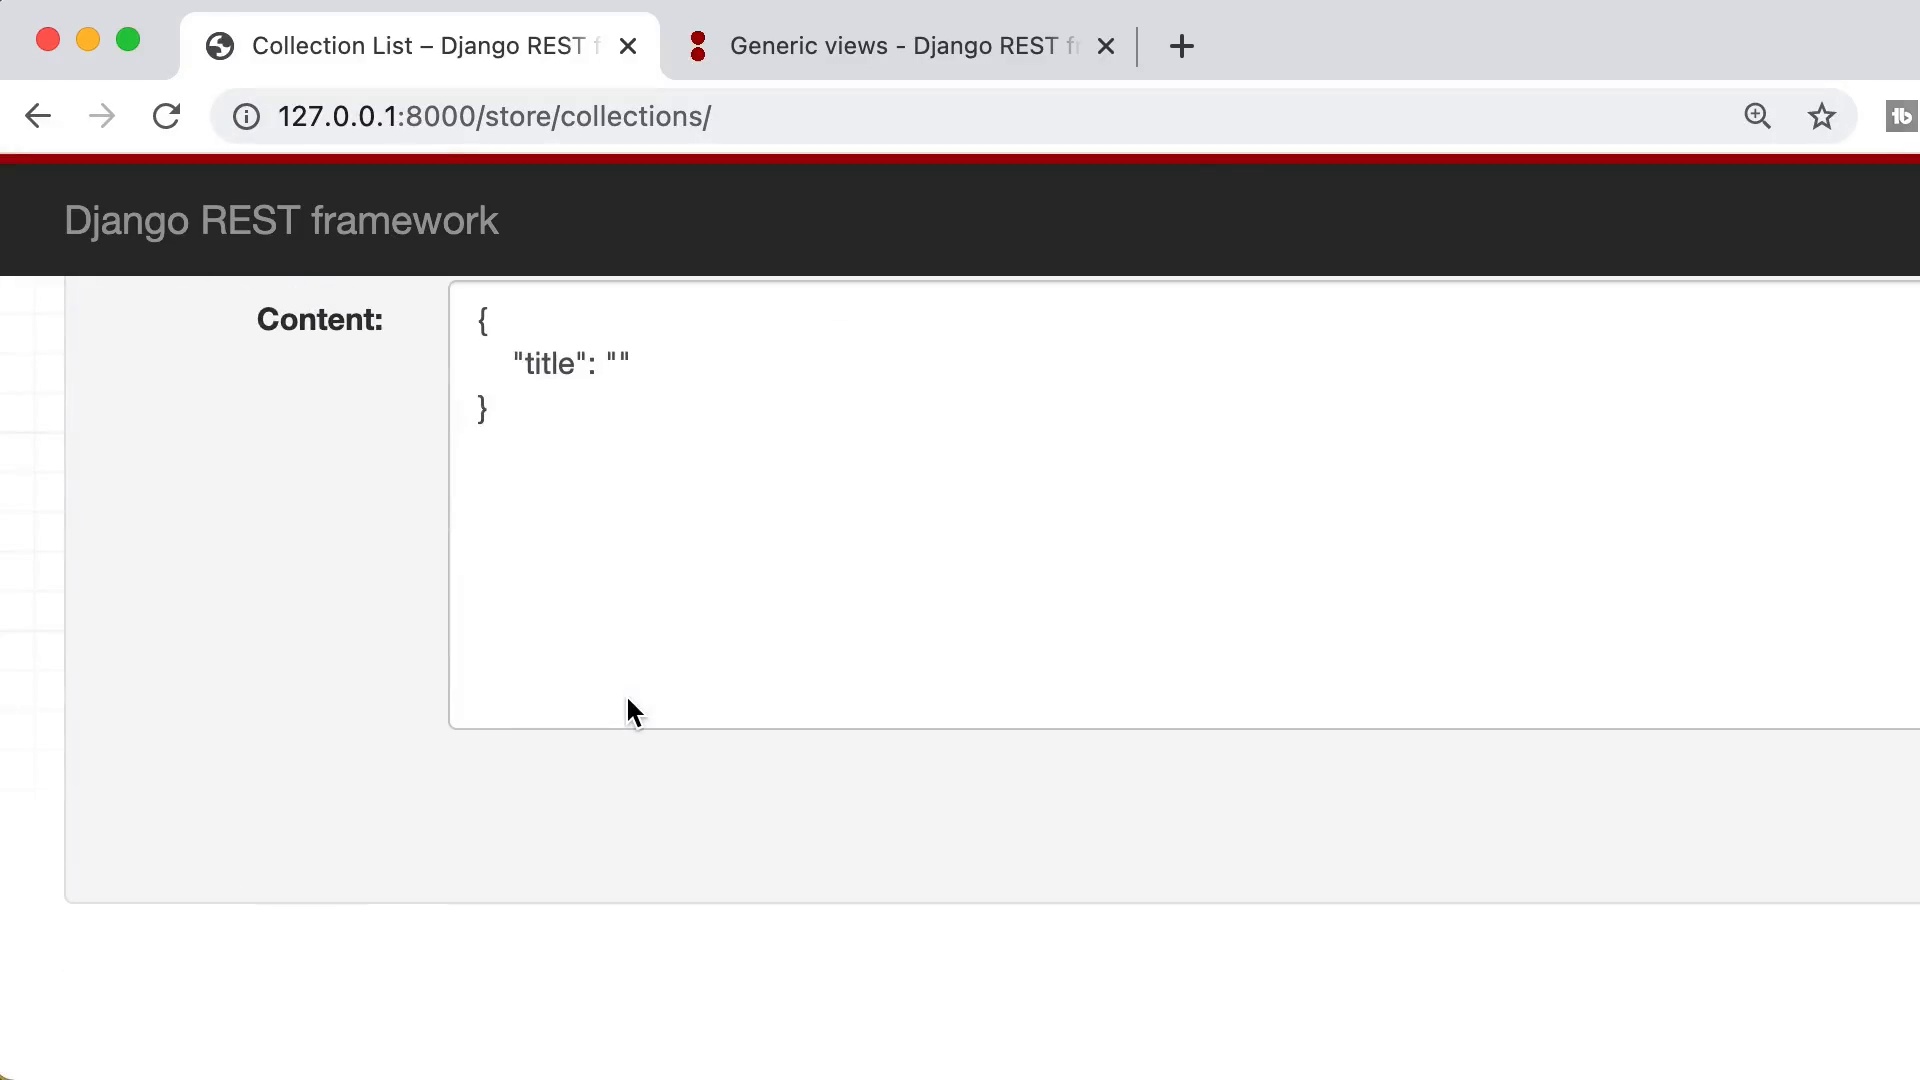 Collection List – Django REST f
Generic views - Django REST fr
127.0.0.1:8000/store/collections/
Django REST framework
Content:
{
"title": ""
}